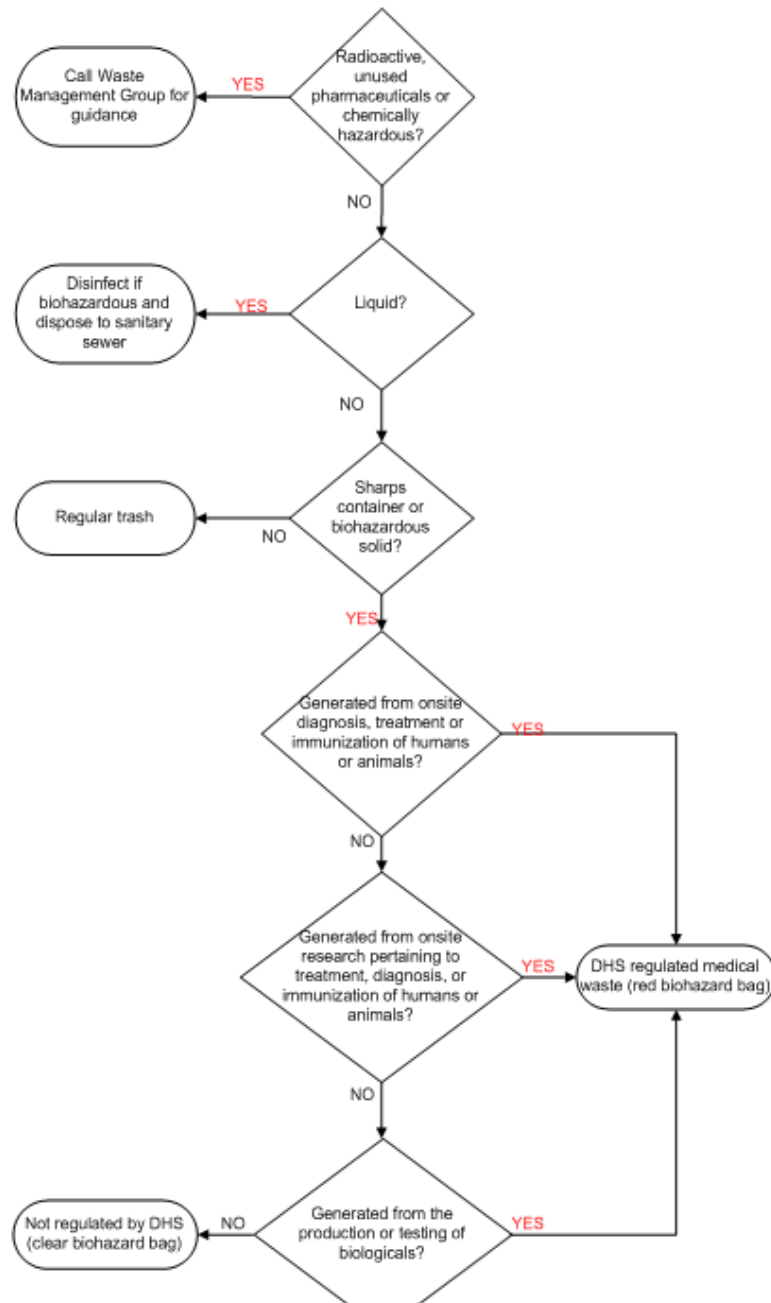 Radioactive,
unused
pharmaceuticals or
chemically
hazardous?
YES
Call Waste
Management Group for
guidance
NO
Liquid?
YES
Disinfect if
biohazardous and
dispose to sanitary
sewer
NO
Sharps
container or
biohazardous
solid?
NO
Regular trash
YES
Generated from onsite
diagnosis, treatment or
immunization of humans
or animals?
YES
NO
Generated from onsite
research pertaining to
treatment, diagnosis, or
immunization of humans or
animals?
YES
DHS regulated medical
waste (red biohazard bag)
NO
Generated from the
production or testing of
biologicals?
YES
NO
Not regulated by DHS
(clear biohazard bag)